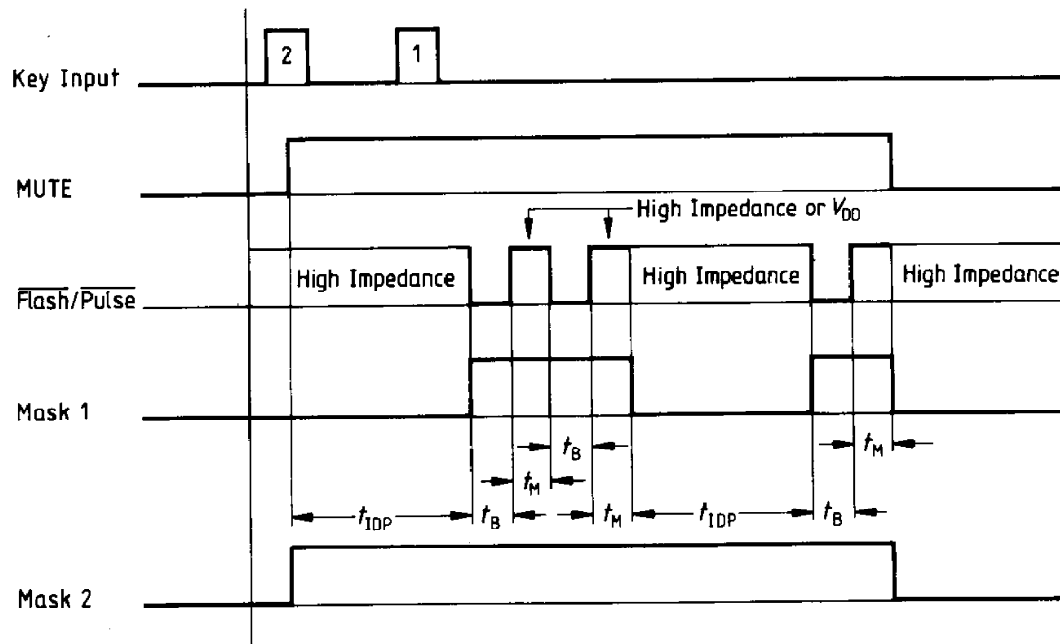 Key Input
2
1
MUTE
High Impedance or V_DD
Flash/Pulse
High Impedance
High Impedance
High Impedance
Mask 1
t_B
t_M
t_M
t_IDP
t_B
t_M
t_IDP
t_B
Mask 2